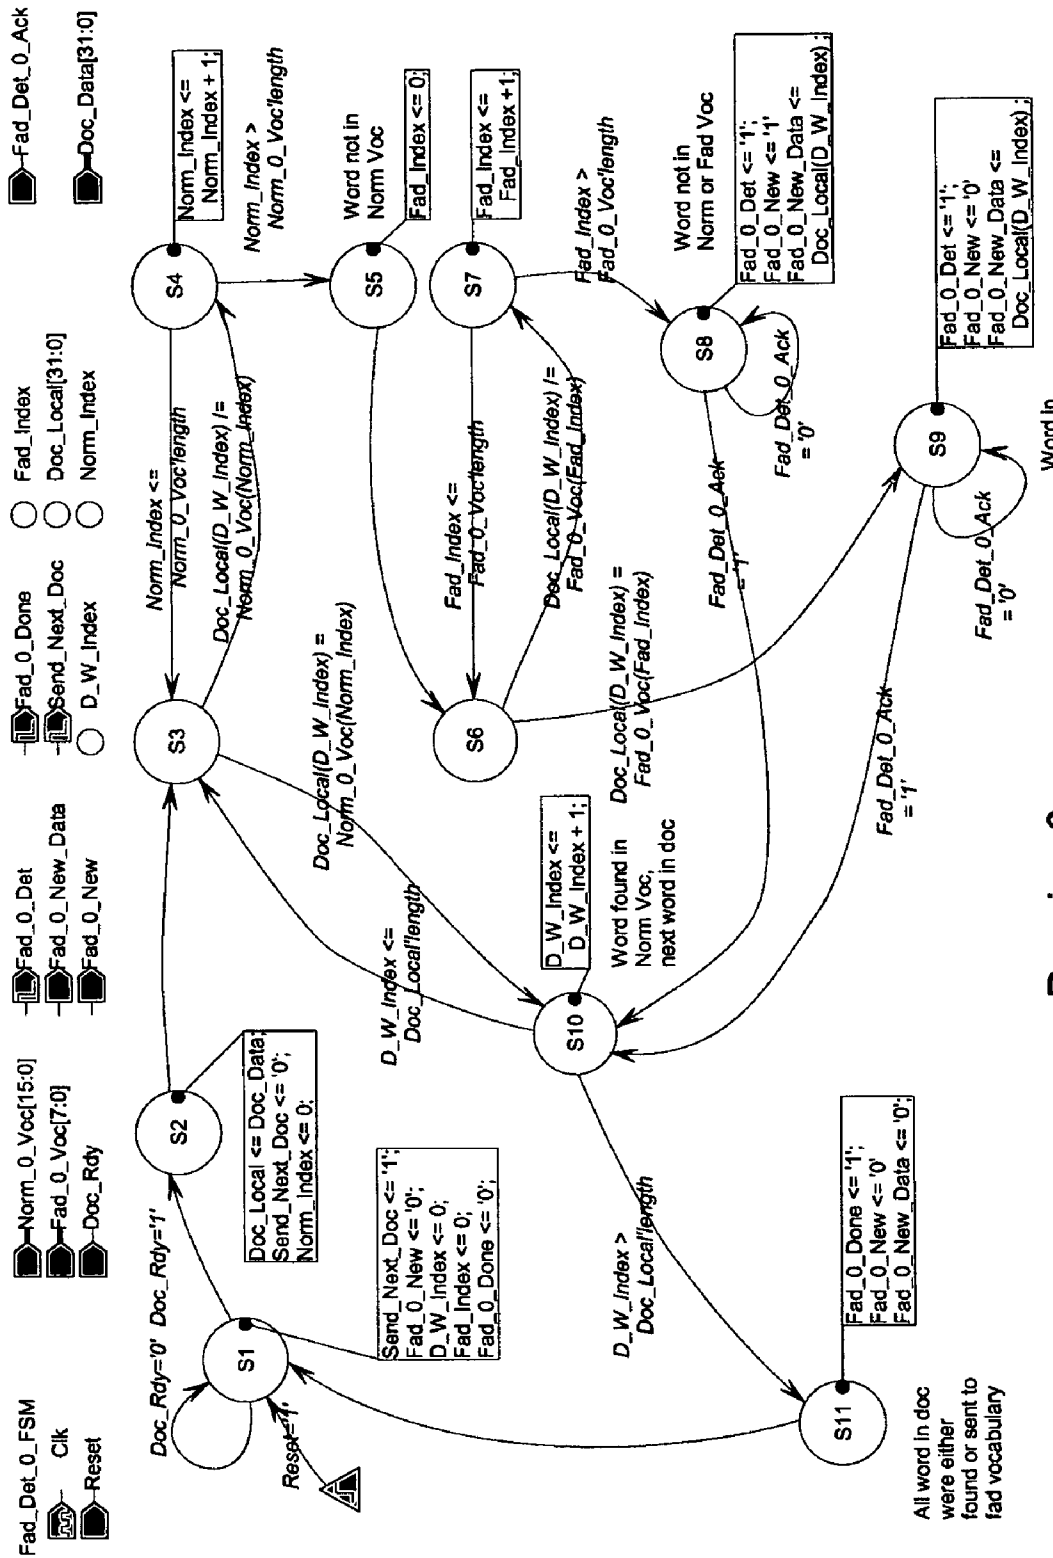 Fad_Det_0_FSM
Clk
Reset
Norm_0_Voc[15:0]
Fad_0_Voc[7:0]
Doc_Rdy
Fad_0_Det
Fad_0_New_Data
Fad_0_New
Fad_0_Done
Send_Next_Doc
D_W_Index
Fad_Index
Doc_Local[31:0]
Norm_Index
Fad_Det_0_Ack
Doc_Data[31:0]
Doc_Rdy='0'
Doc_Rdy='1'
Reset='1'
S1
Send_Next_Doc <= '1';
Fad_0_New <= '0';
D_W_Index <= 0;
Fad_Index <= 0;
Fad_0_Done <= '0';
S2
Doc_Local <= Doc_Data;
Send_Next_Doc <= '0';
Norm_Index <= 0;
S3
Norm_Index <=
Norm_0_Voc'length
Doc_Local(D_W_Index) !=
Norm_0_Voc(Norm_Index)
S4
Norm_Index <=
Norm_Index + 1;
Norm_Index >
Norm_0_Voc'length
Doc_Local(D_W_Index) =
Norm_0_Voc(Norm_Index)
D_W_Index <=
Doc_Local'length
S5
Word not in
Norm Voc
Fad_Index <= 0;
S6
Fad_Index <=
Fad_0_Voc'length
Doc_Local(D_W_Index) !=
Fad_0_Voc(Fad_Index)
S7
Fad_Index <=
Fad_Index +1;
Fad_Index >
Fad_0_Voc'length
Doc_Local(D_W_Index) =
Fad_0_Voc(Fad_Index)
S8
Word not in
Norm or Fad Voc
Fad_0_Det <= '1';
Fad_0_New <= '1'
Fad_0_New_Data <=
Doc_Local(D_W_Index) ;
Fad_Det_0_Ack
= '0'
Fad_Det_0_Ack
= '1'
S9
Fad_0_Det <= '1';
Fad_0_New <= '0'
Fad_0_New_Data <=
Doc_Local(D_W_Index) ;
Fad_Det_0_Ack
= '0'
Fad_Det_0_Ack
= '1'
Word In
S10
D_W_Index <=
D_W_Index + 1;
Word found in
Norm Voc,
next word in doc
D_W_Index >
Doc_Local'length
S11
Fad_0_Done <= '1';
Fad_0_New <= '0'
Fad_0_New_Data <= '0';
All word in doc
were either
found or sent to
fad vocabulary